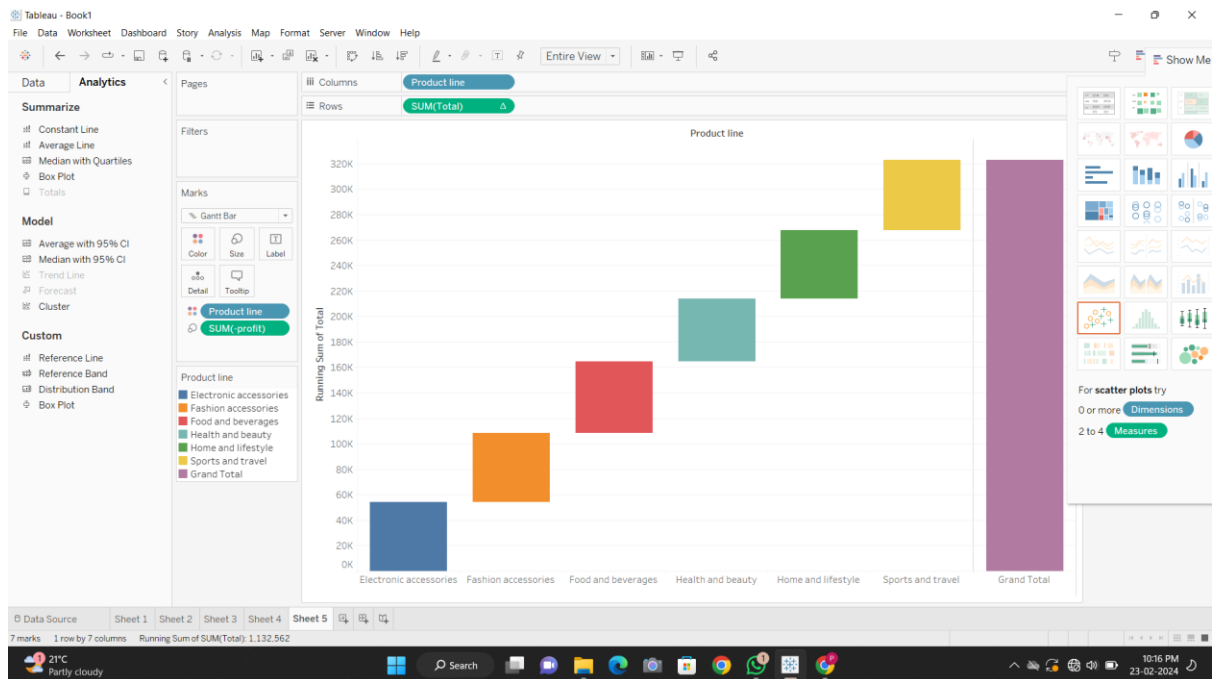 Tableau - Book1
File Data Worksheet Dashboard Story Analysis Map Format Server Window Help
Entire View
Show Me
Data Analytics
Summarize
Constant Line
Average Line
Median with Quartiles
Box Plot
Totals
Model
Average with 95% CI
Median with 95% CI
Trend Line
Forecast
Cluster
Custom
Reference Line
Reference Band
Distribution Band
Box Plot
Pages
Filters
Marks
Gantt Bar
Color Size Label
Detail Tooltip
Product line
SUM(-profit)
Product line
Electronic accessories
Fashion accessories
Food and beverages
Health and beauty
Home and lifestyle
Sports and travel
Grand Total
Columns Product line
Rows SUM(Total) Δ
Product line
Running Sum of Total
320K
300K
280K
260K
240K
220K
200K
180K
160K
140K
120K
100K
80K
60K
40K
20K
0K
Electronic accessories Fashion accessories Food and beverages Health and beauty Home and lifestyle Sports and travel Grand Total
For scatter plots try
0 or more Dimensions
2 to 4 Measures
Data Source Sheet 1 Sheet 2 Sheet 3 Sheet 4 Sheet 5
7 marks 1 row by 7 columns Running Sum of SUM(Total): 1,132,562
1
21°C
Partly cloudy
Search
1
P
10:16 PM
23-02-2024